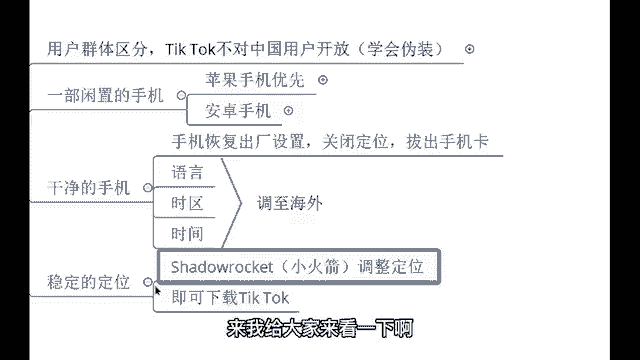 用户群体区分，Tik Tok不对中国用户开放（学会伪装）
一部闲置的手机
苹果手机优先
安卓手机
干净的手机
手机恢复出厂设置，关闭定位，拔出手机卡
语言
时区
时间
调至海外
稳定的定位
Shadowrocket（小火箭）调整定位
即可下载Tik Tok
来我给大家来看一下啊